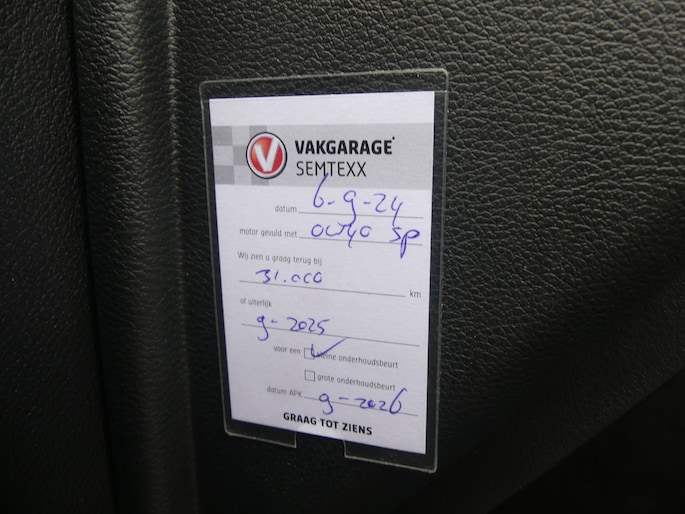 V VAKGARAGE
SEMTEXX
datum 6-9-24
motor gevuld met 0W40 SP
Wij zien u graag terug bij
31.000 km
of uiterlijk
9-2025
voor een kleine onderhoudsbeurt
grote onderhoudsbeurt
datum APK 9-2026
GRAAG TOT ZIENS